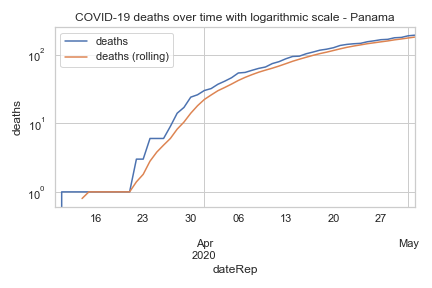 COVID-19 deaths over time with logarithmic scale - Panama
deaths
deaths (rolling)
10²
10¹
10⁰
deaths
16 23 30 06 13 20 27
Apr May
2020
dateRep